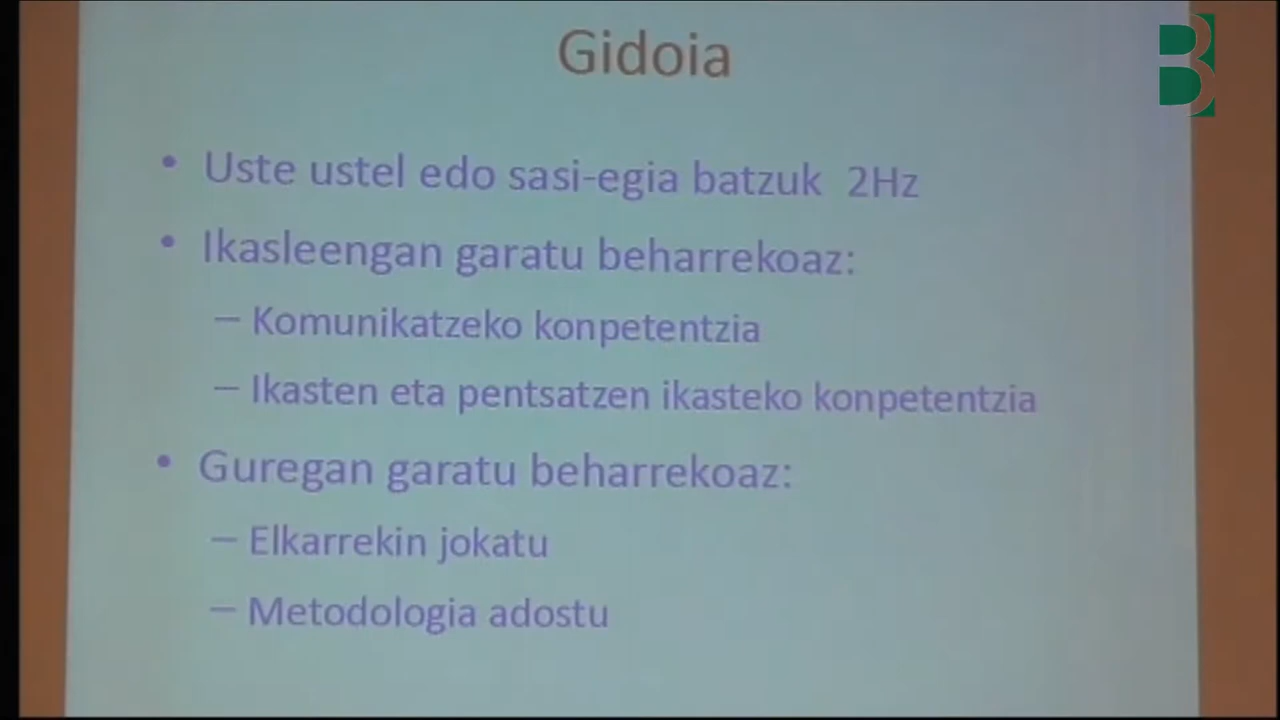 Gidoia
• Uste ustel edo sasi-egia batzuk 2Hz
• Ikasleengan garatu beharrekoaz:
– Komunikatzeko konpetentzia
– Ikasten eta pentsatzen ikasteko konpetentzia
• Guregan garatu beharrekoaz:
– Elkarrekin jokatu
– Metodologia adostu
B